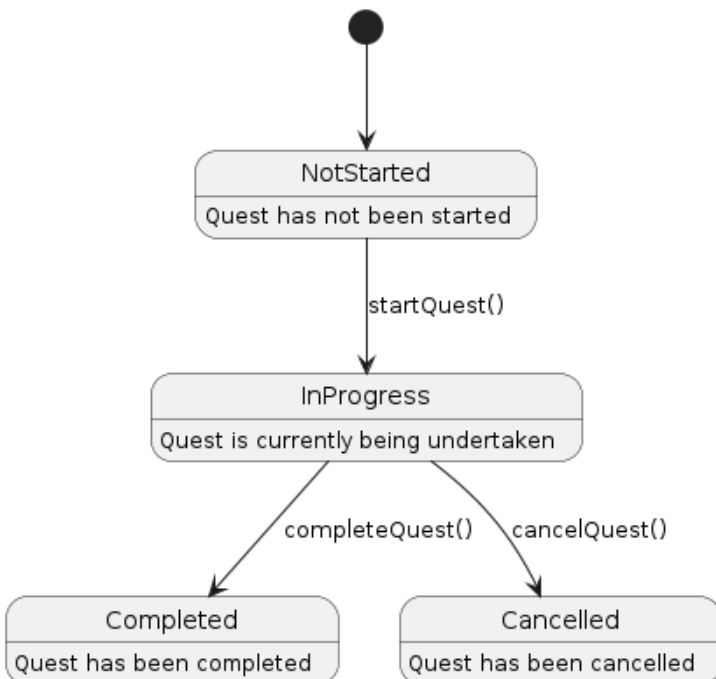 NotStarted
Quest has not been started
startQuest()
InProgress
Quest is currently being undertaken
completeQuest()
cancelQuest()
Completed
Quest has been completed
Cancelled
Quest has been cancelled